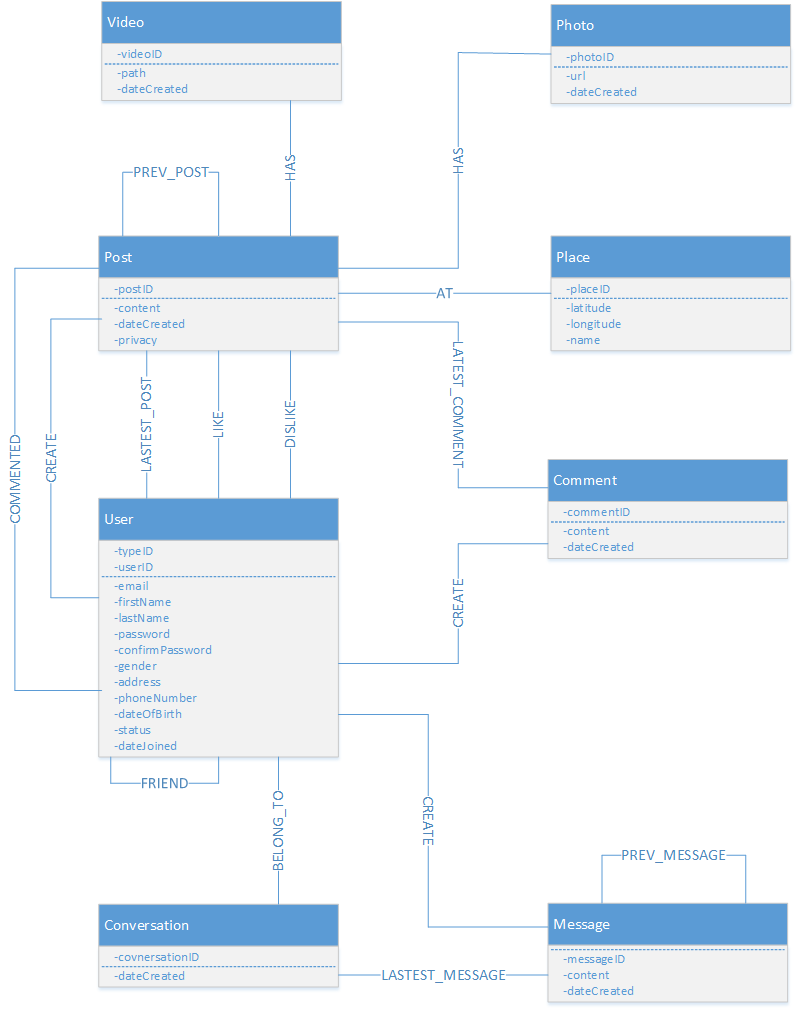 Video
-videoID
-path
-dateCreated
Photo
-photoID
-url
-dateCreated
HAS
HAS
PREV_POST
Post
-postID
-content
-dateCreated
-privacy
AT
Place
-placeID
-latitude
-longitude
-name
COMMENTED
CREATE
LASTEST_POST
LIKE
DISLIKE
LATEST_COMMENT
Comment
-commentID
-content
-dateCreated
User
-typeID
-userID
-email
-firstName
-lastName
-password
-confirmPassword
-gender
-address
-phoneNumber
-dateOfBirth
-status
-dateJoined
CREATE
FRIEND
BELONG_TO
CREATE
PREV_MESSAGE
Conversation
-covnersationID
-dateCreated
LASTEST_MESSAGE
Message
-messageID
-content
-dateCreated